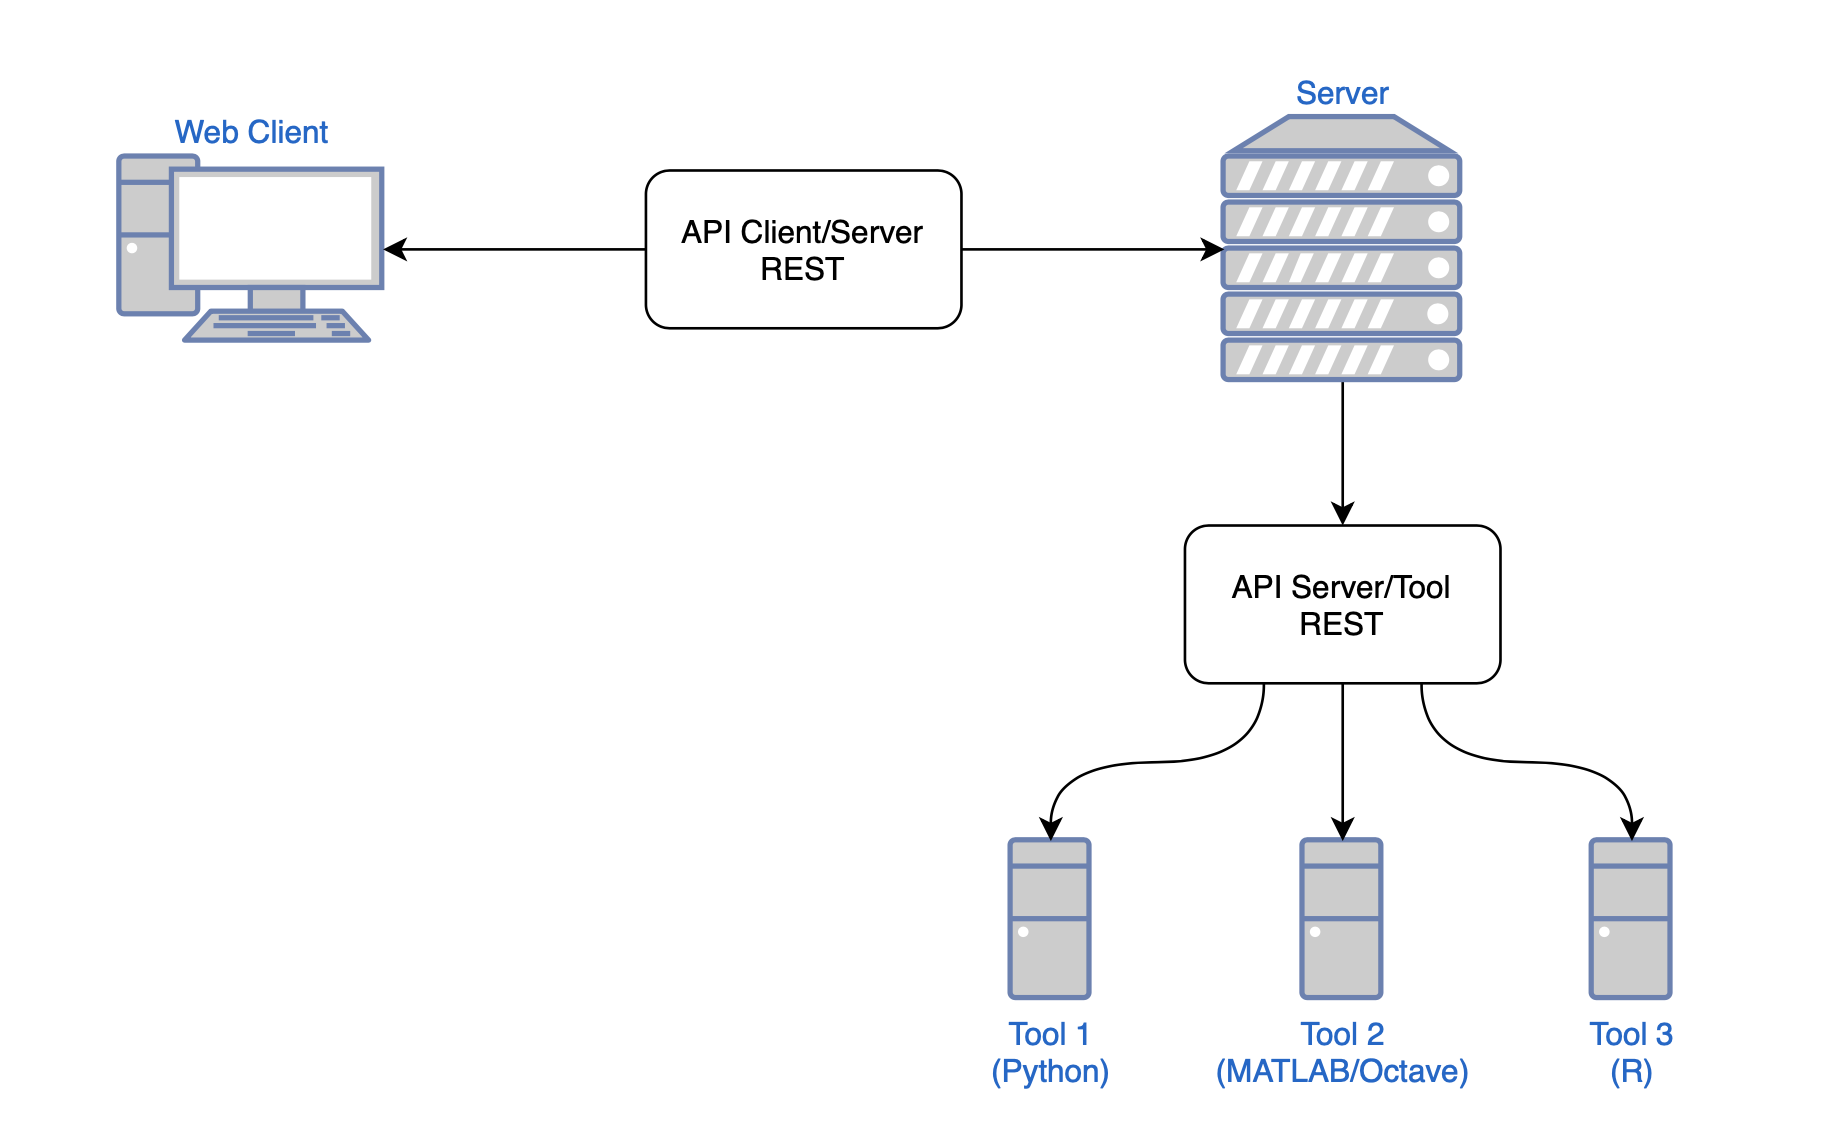 Server
Web Client
API Client/Server
REST
API Server/Tool
REST
Tool 1
(Python)
Tool 2
(MATLAB/Octave)
Tool 3
(R)